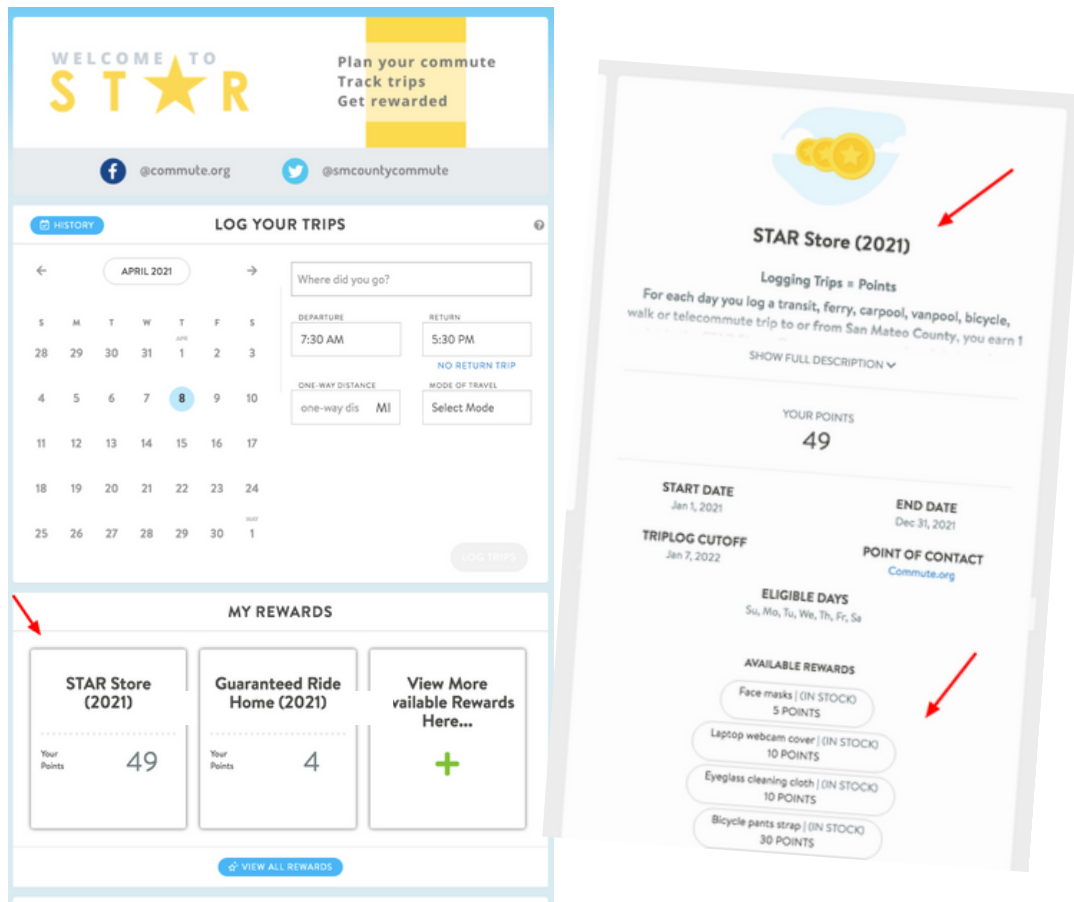 WELCOME TO
ST★R
Plan your commute
Track trips
Get rewarded
@commute.org
@smcountycommute
HISTORY
LOG YOUR TRIPS
APRIL 2021
S M T W T F S
APR
28 29 30 31 1 2 3
4 5 6 7 8 9 10
11 12 13 14 15 16 17
18 19 20 21 22 23 24
MAY
25 26 27 28 29 30 1
Where did you go?
DEPARTURE RETURN
7:30 AM 5:30 PM
NO RETURN TRIP
ONE-WAY DISTANCE MODE OF TRAVEL
one-way dis MI Select Mode
LOG TRIPS
MY REWARDS
STAR Store
(2021)
Your
Points
49
Guaranteed Ride
Home (2021)
Your
Points
4
View More
vailable Rewards
Here...
VIEW ALL REWARDS
STAR Store (2021)
Logging Trips = Points
For each day you log a transit, ferry, carpool, vanpool, bicycle,
walk or telecommute trip to or from San Mateo County, you earn 1
SHOW FULL DESCRIPTION
YOUR POINTS
49
START DATE END DATE
Jan 1, 2021 Dec 31, 2021
TRIPLOG CUTOFF POINT OF CONTACT
Jan 7, 2022 Commute.org
ELIGIBLE DAYS
Su, Mo, Tu, We, Th, Fr, Sa
AVAILABLE REWARDS
Face masks | (IN STOCK)
5 POINTS
Laptop webcam cover | (IN STOCK)
10 POINTS
Eyeglass cleaning cloth | (IN STOCK)
10 POINTS
Bicycle pants strap | (IN STOCK)
30 POINTS